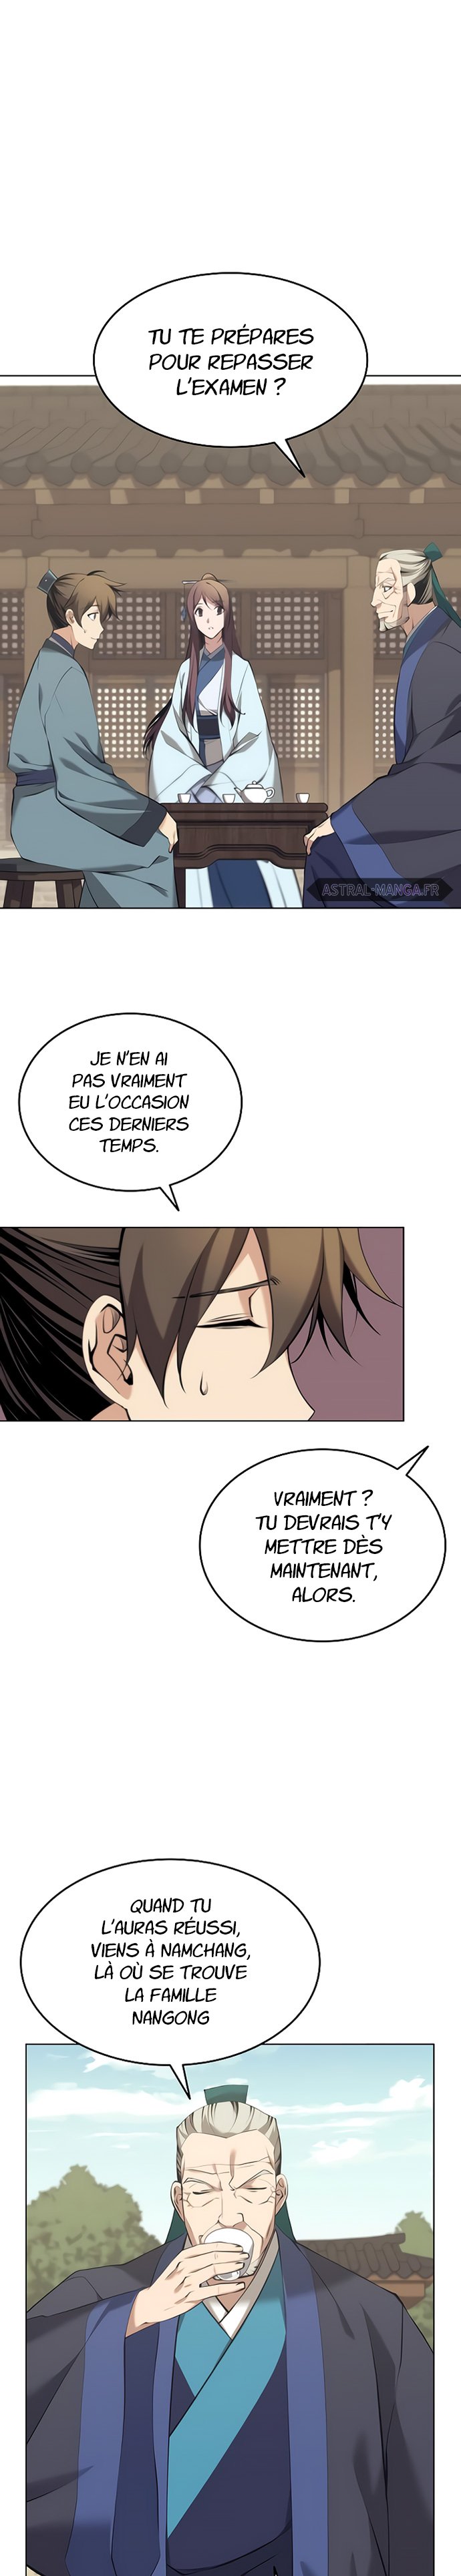 TU TE PRÉPARES
POUR REPASSER
L'EXAMEN ?
ASTRAL-MANGA.FR
JE N'EN AI
PAS VRAIMENT
EU L'OCCASION
CES DERNIERS
TEMPS.
VRAIMENT ?
TU DEVRAIS T'Y
METTRE DÈS
MAINTENANT,
ALORS.
QUAND TU
L'AURAS RÉUSSI,
VIENS À NAMCHANG,
LÀ OÙ SE TROUVE
LA FAMILLE
NANGONG